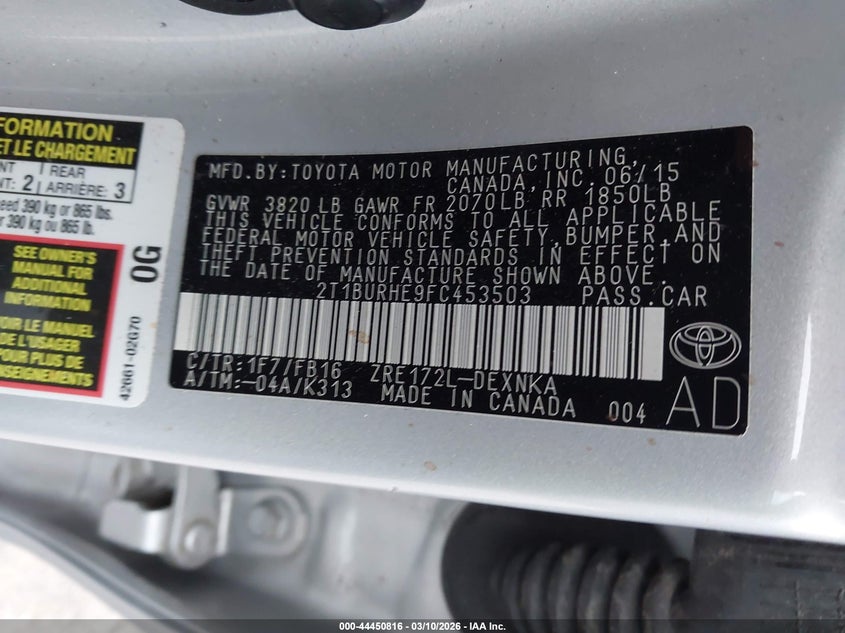 FORMATION
ET LE CHARGEMENT
NT 2 | REAR ARRIÈRE: 3
eed 390 kg or 865 lbs.
r 390 kg ou 865 lb.
SEE OWNER'S
MANUAL FOR
ADDITIONAL
INFORMATION
OIR LE MANUEL
DE L'USAGER
POUR PLUS DE
ENSEIGNEMENTS
0G
42661-02G70
MFD.BY:TOYOTA MOTOR MANUFACTURING,
CANADA,INC. 06/15
GVWR 3820 LB GAWR FR 2070LB RR 1850LB
THIS VEHICLE CONFORMS TO ALL APPLICABLE
FEDERAL MOTOR VEHICLE SAFETY,BUMPER,AND
THEFT PREVENTION STANDARDS IN EFFECT ON
THE DATE OF MANUFACTURE SHOWN ABOVE.
2T1BURHE9FC453503 PASS.CAR
C/TR:1F7/FB16 ZRE172L-DEXNKA
A/TM:-04A/K313 MADE IN CANADA 004
AD
000-44450816 - 03/10/2026 - © IAA Inc.